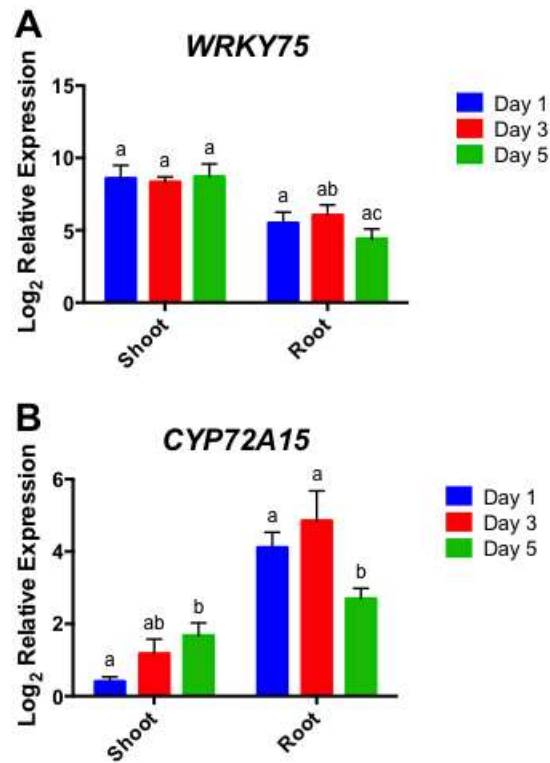 A
WRKY75
Log2 Relative Expression
15
10
5
0
a
a
a
a
ab
ac
Shoot
Root
Day 1
Day 3
Day 5
B
CYP72A15
Log2 Relative Expression
6
4
2
0
a
ab
b
a
a
b
Shoot
Root
Day 1
Day 3
Day 5